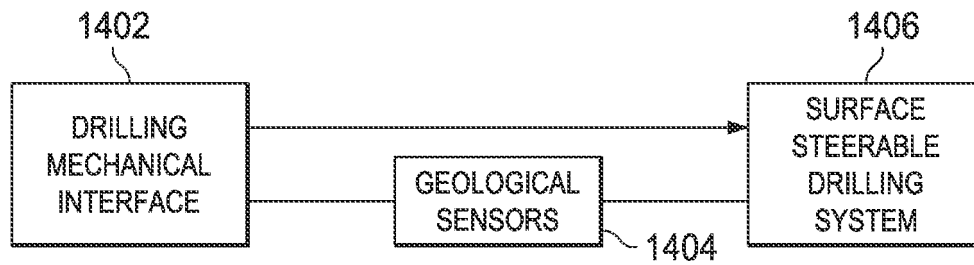 1402
1406
DRILLING
MECHANICAL
INTERFACE
GEOLOGICAL
SENSORS
1404
SURFACE
STEERABLE
DRILLING
SYSTEM